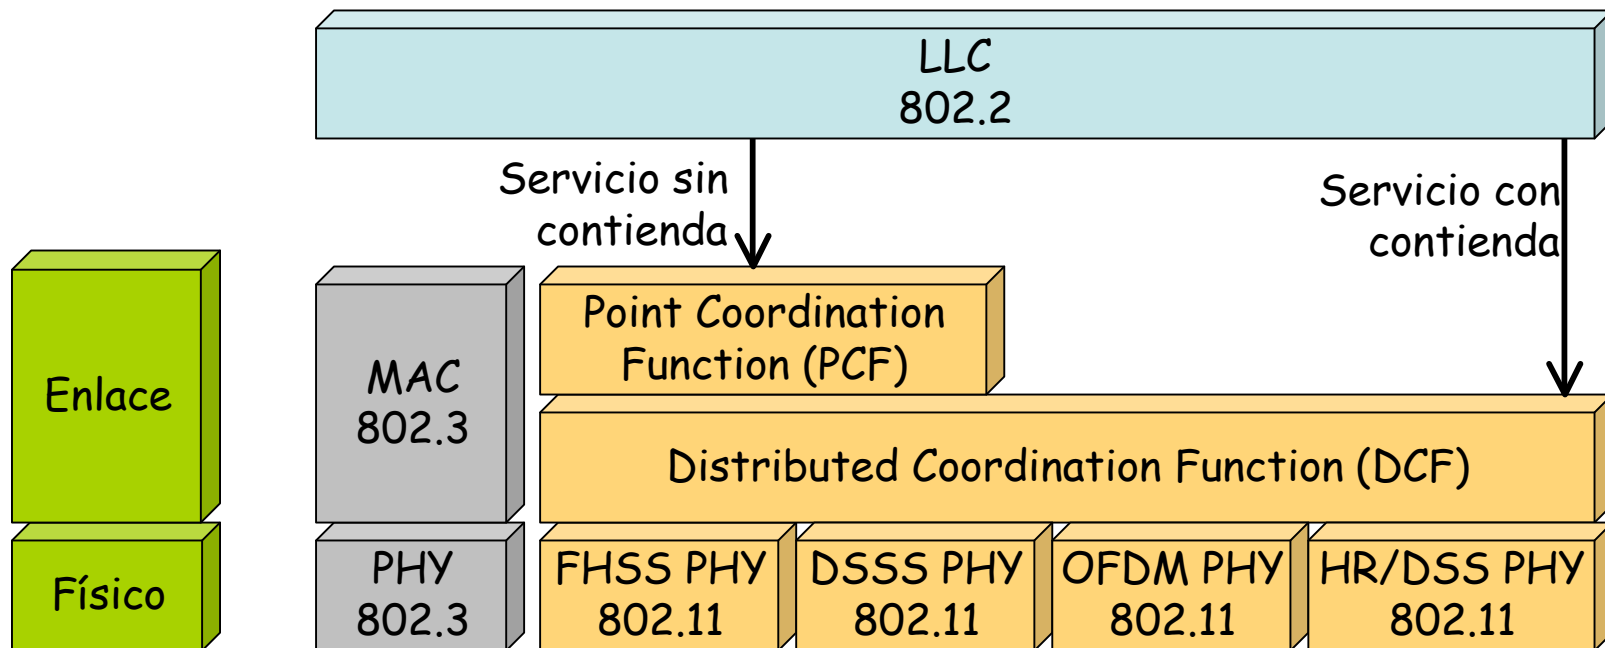 LLC
802.2
Servicio sin
contienda
Servicio con
contienda
Enlace
MAC
802.3
Point Coordination
Function (PCF)
Distributed Coordination Function (DCF)
Físico
PHY
802.3
FHSS PHY
802.11
DSSS PHY
802.11
OFDM PHY
802.11
HR/DSS PHY
802.11